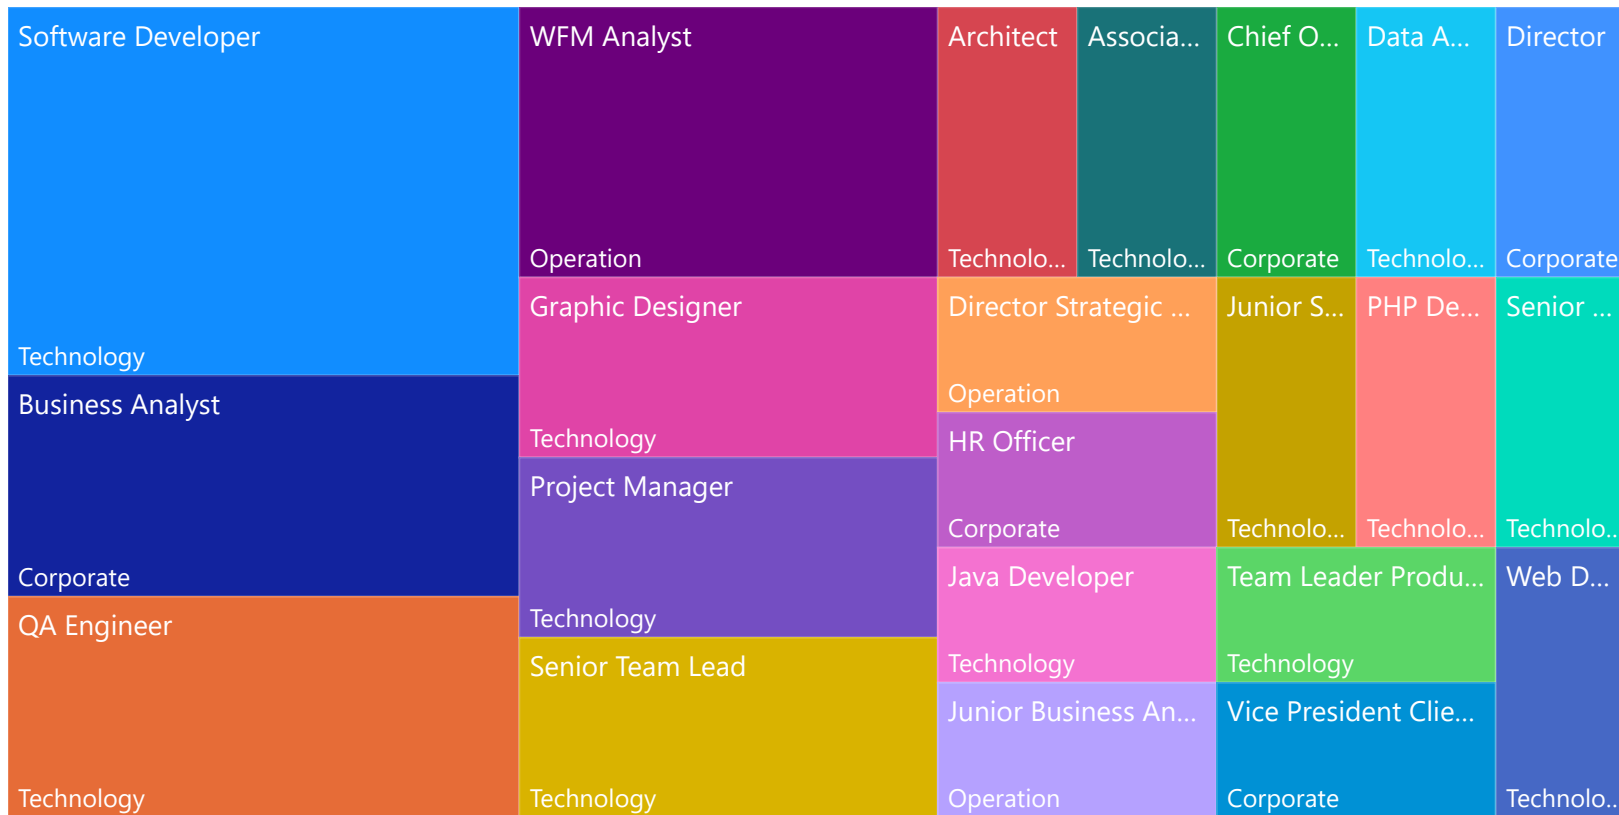 Software Developer
Technology
Business Analyst
Corporate
QA Engineer
Technology
WFM Analyst
Operation
Graphic Designer
Technology
Project Manager
Technology
Senior Team Lead
Technology
Architect
Technolo...
Associa...
Technolo...
Chief O...
Corporate
Data A...
Technolo...
Director
Corporate
Director Strategic ...
Operation
HR Officer
Corporate
Java Developer
Technology
Junior Business An...
Operation
Junior S...
Technolo...
PHP De...
Technolo...
Senior ...
Technolo...
Team Leader Produ...
Technology
Vice President Clie...
Corporate
Web D...
Technolo...